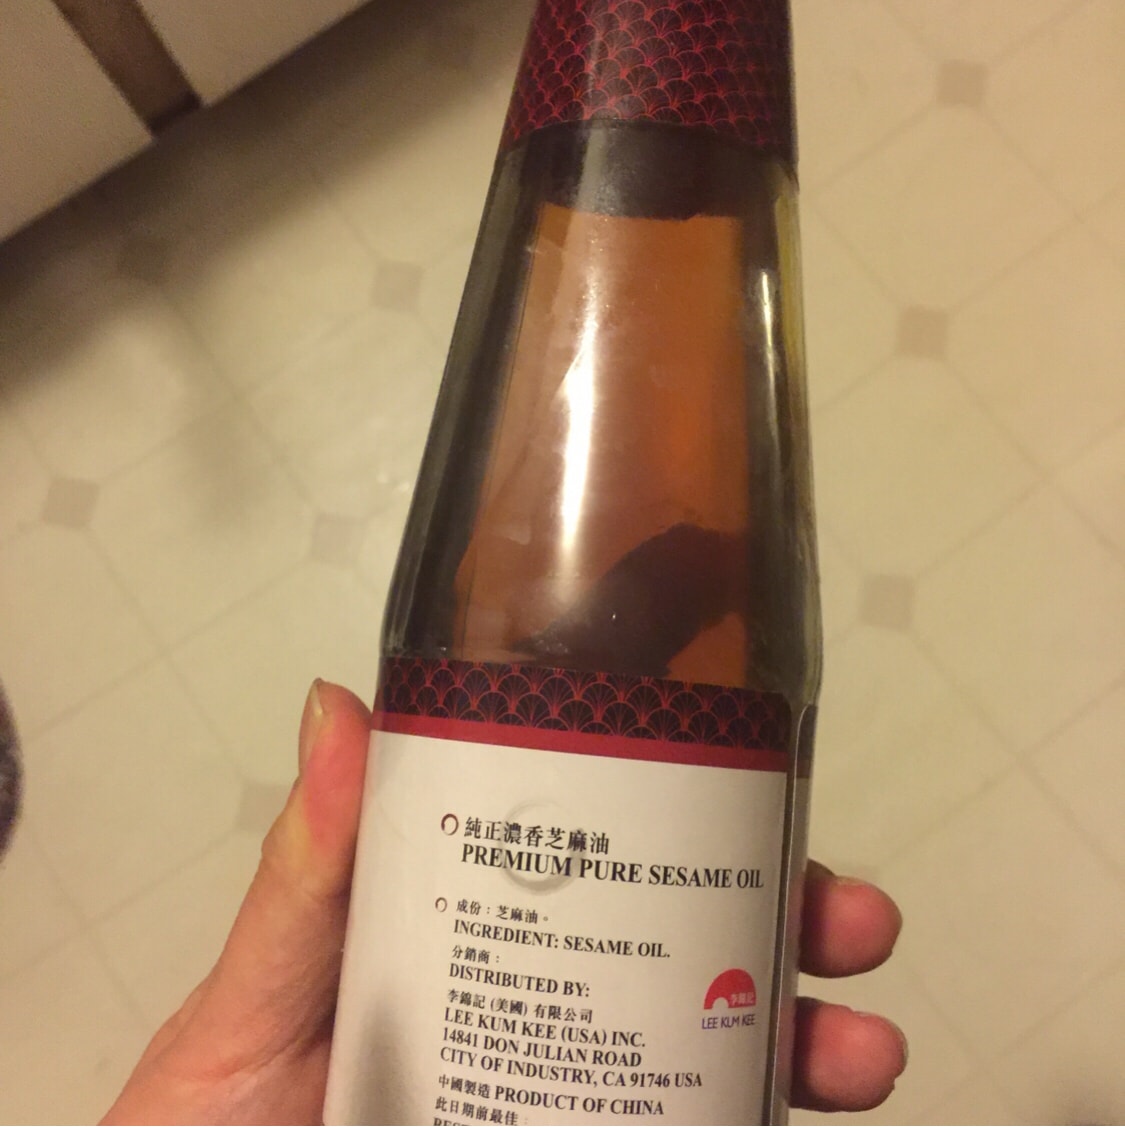 純正濃香芝麻油
PREMIUM PURE SESAME OIL
成份：芝麻油。
INGREDIENT: SESAME OIL.
分銷商：
DISTRIBUTED BY:
李錦記 (美國) 有限公司
LEE KUM KEE (USA) INC.
14841 DON JULIAN ROAD
CITY OF INDUSTRY, CA 91746 USA
中國製造 PRODUCT OF CHINA
此日期前最佳：
李錦記
LEE KUM KEE